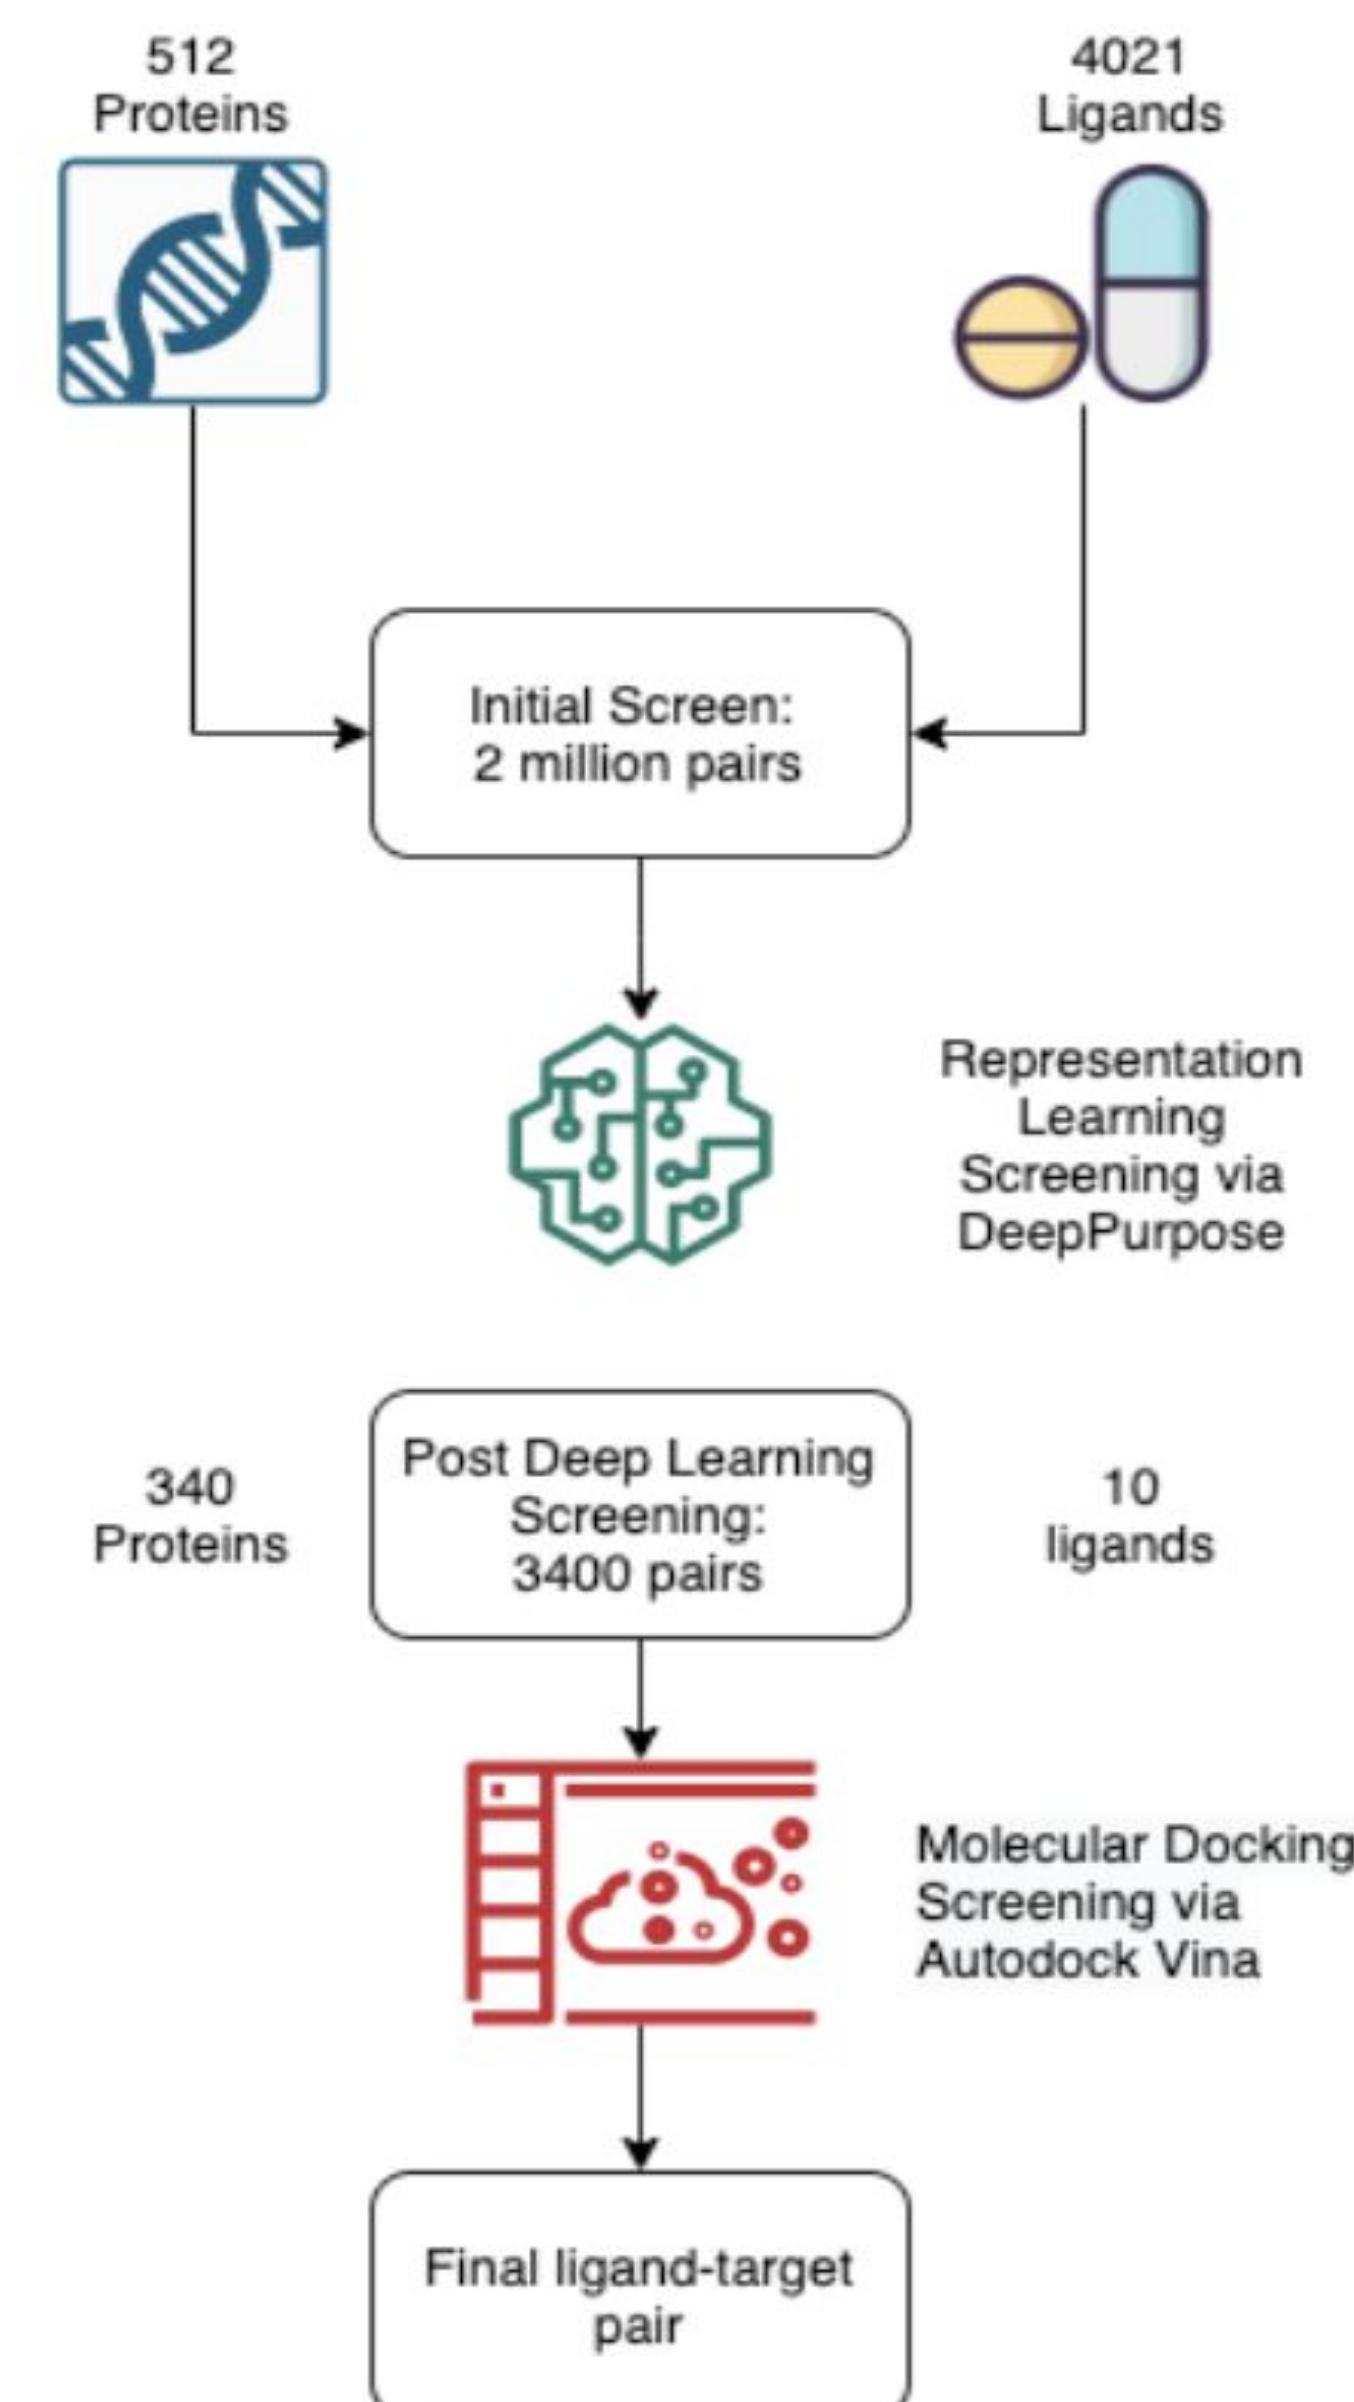 512
Proteins
4021
Ligands
Initial Screen:
2 million pairs
Representation
Learning
Screening via
DeepPurpose
340
Proteins
Post Deep Learning
Screening:
3400 pairs
10
ligands
Molecular Docking
Screening via
Autodock Vina
Final ligand-target
pair